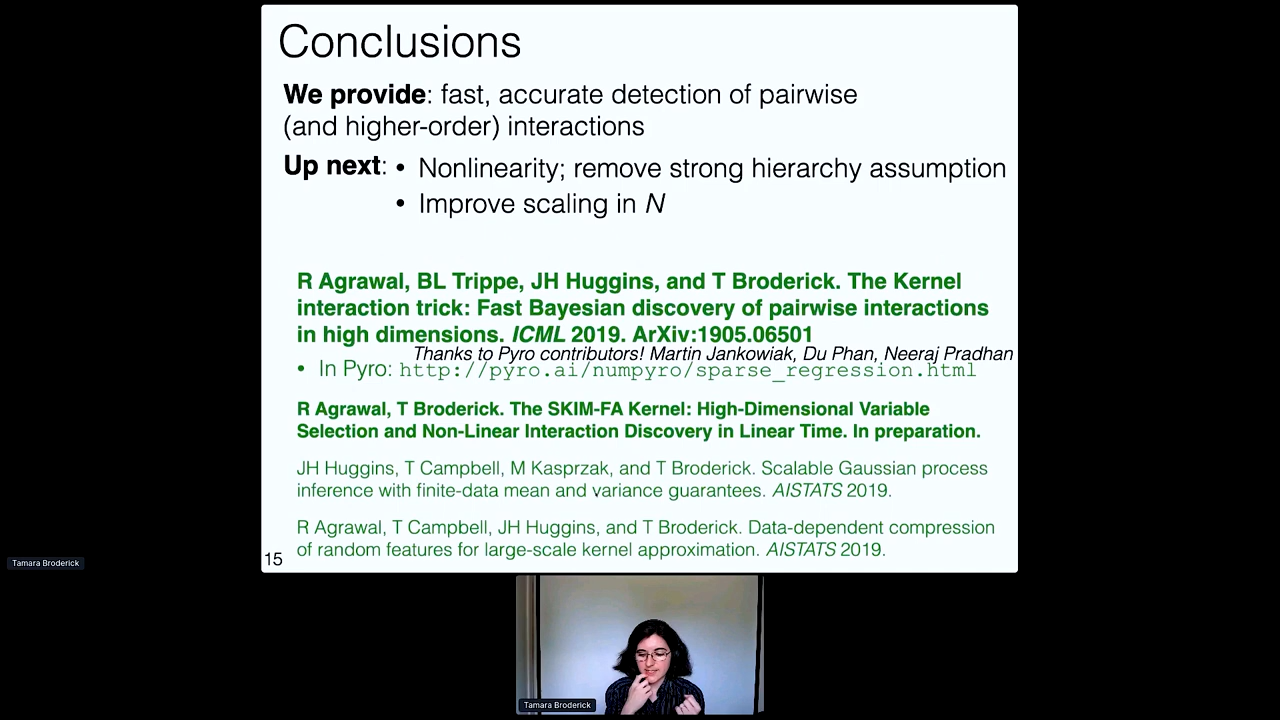 Conclusions
We provide: fast, accurate detection of pairwise
(and higher-order) interactions
Up next: • Nonlinearity; remove strong hierarchy assumption
• Improve scaling in N
R Agrawal, BL Trippe, JH Huggins, and T Broderick. The Kernel
interaction trick: Fast Bayesian discovery of pairwise interactions
in high dimensions. ICML 2019. ArXiv:1905.06501
Thanks to Pyro contributors! Martin Jankowiak, Du Phan, Neeraj Pradhan
• In Pyro: http://pyro.ai/numpyro/sparse_regression.html
R Agrawal, T Broderick. The SKIM-FA Kernel: High-Dimensional Variable
Selection and Non-Linear Interaction Discovery in Linear Time. In preparation.
JH Huggins, T Campbell, M Kasprzak, and T Broderick. Scalable Gaussian process
inference with finite-data mean and variance guarantees. AISTATS 2019.
R Agrawal, T Campbell, JH Huggins, and T Broderick. Data-dependent compression
of random features for large-scale kernel approximation. AISTATS 2019.
15
Tamara Broderick
Tamara Broderick